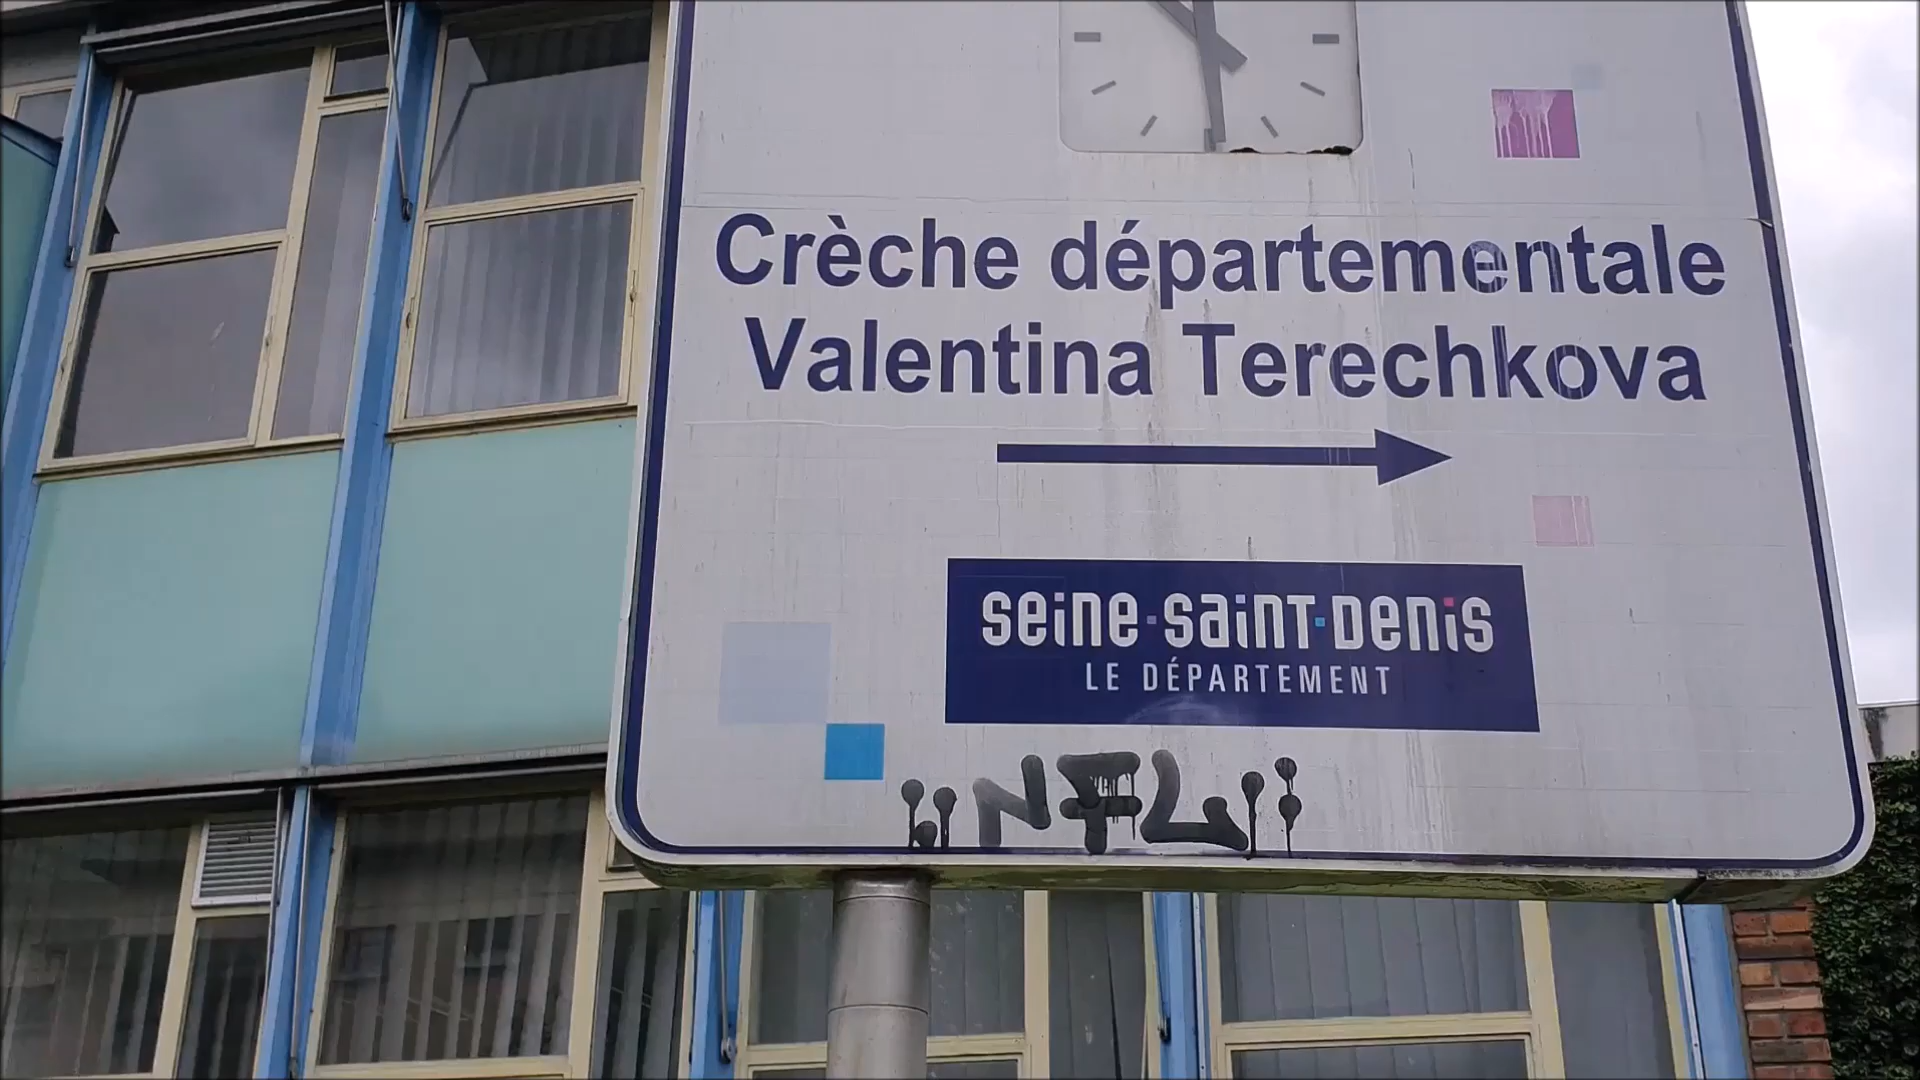 Crèche départementale
Valentina Terechkova
seine-saint-denis
LE DÉPARTEMENT